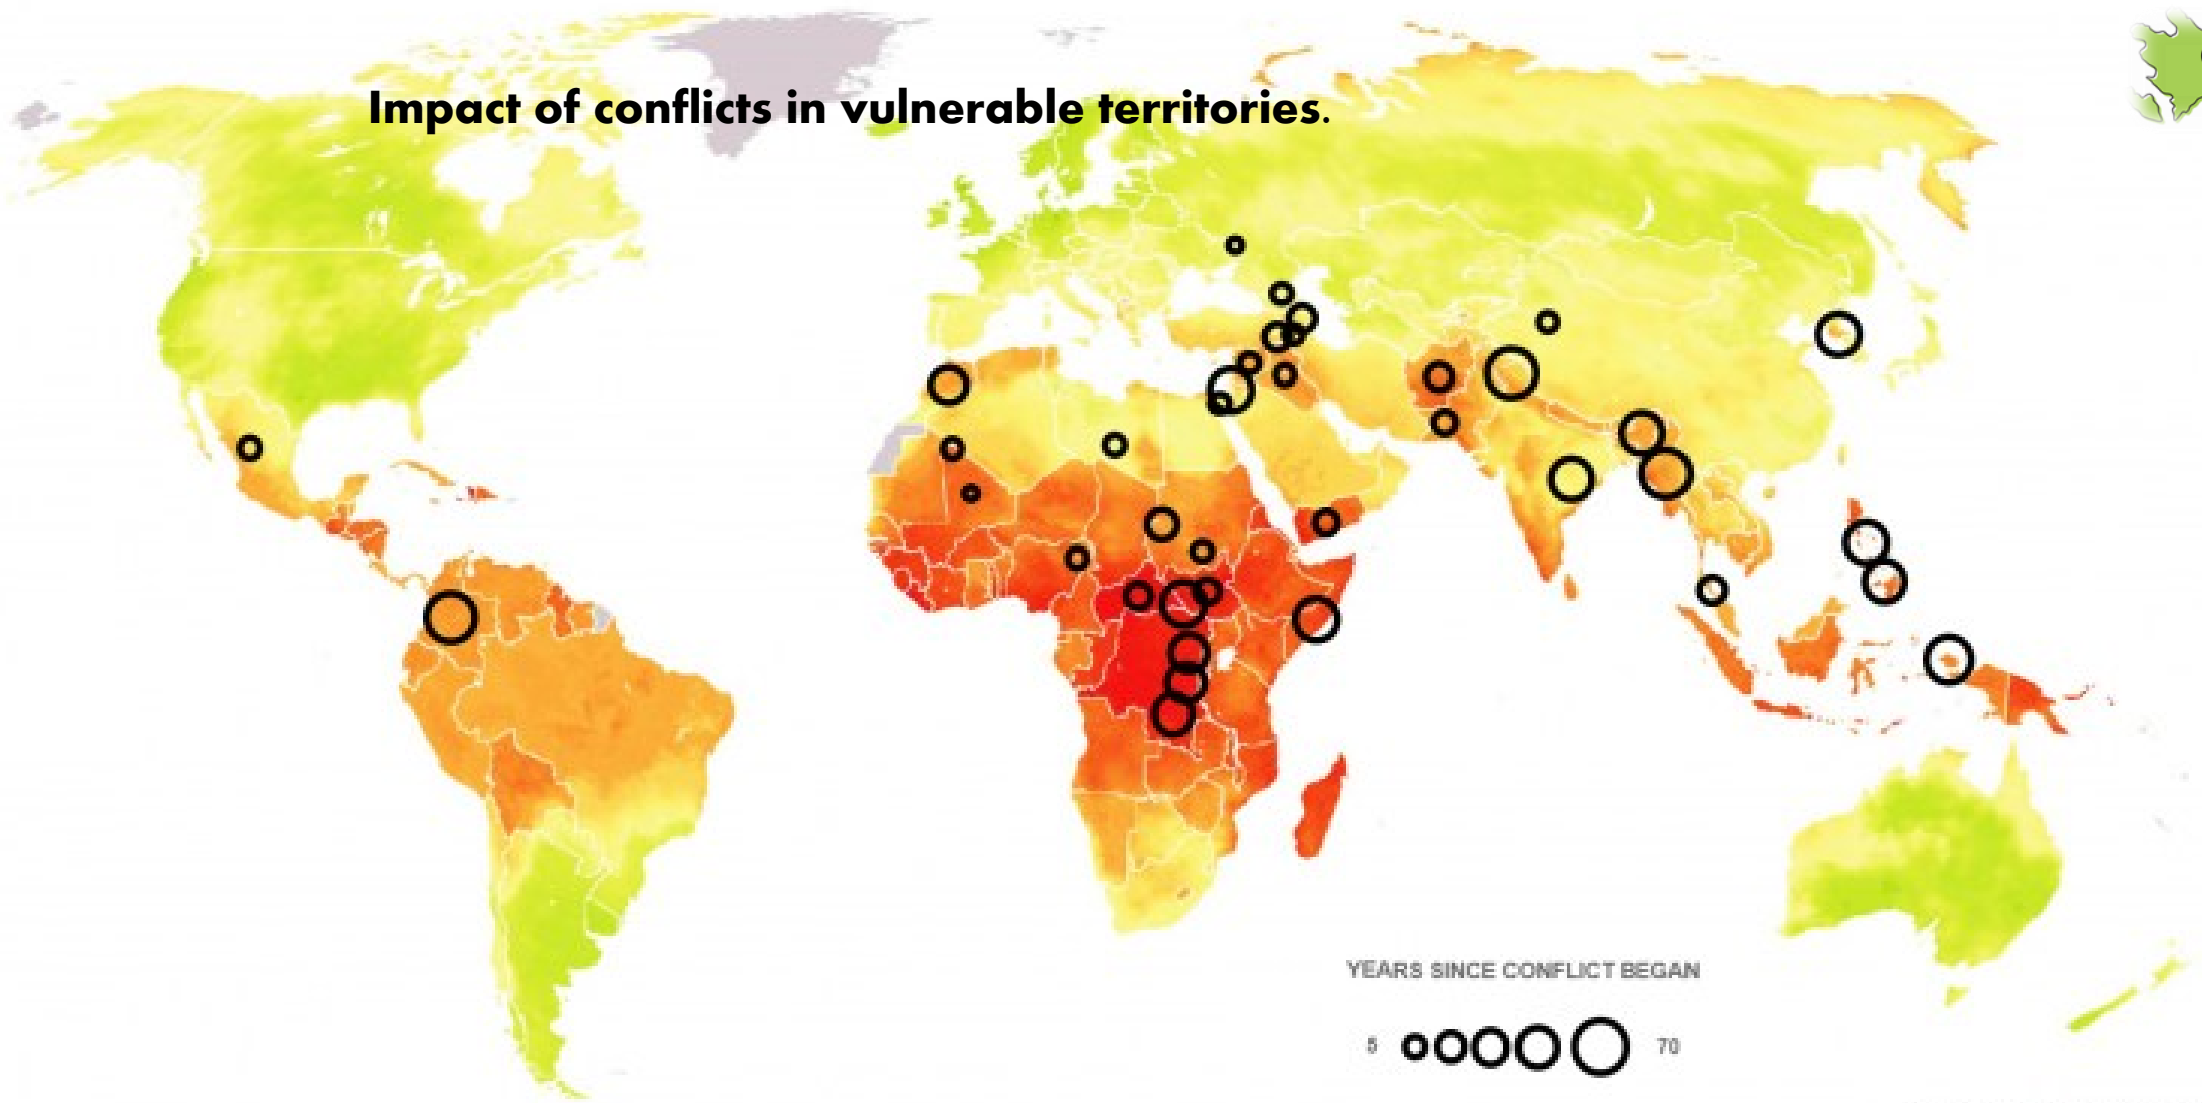 Impact of conflicts in vulnerable territories.
YEARS SINCE CONFLICT BEGAN
5 70